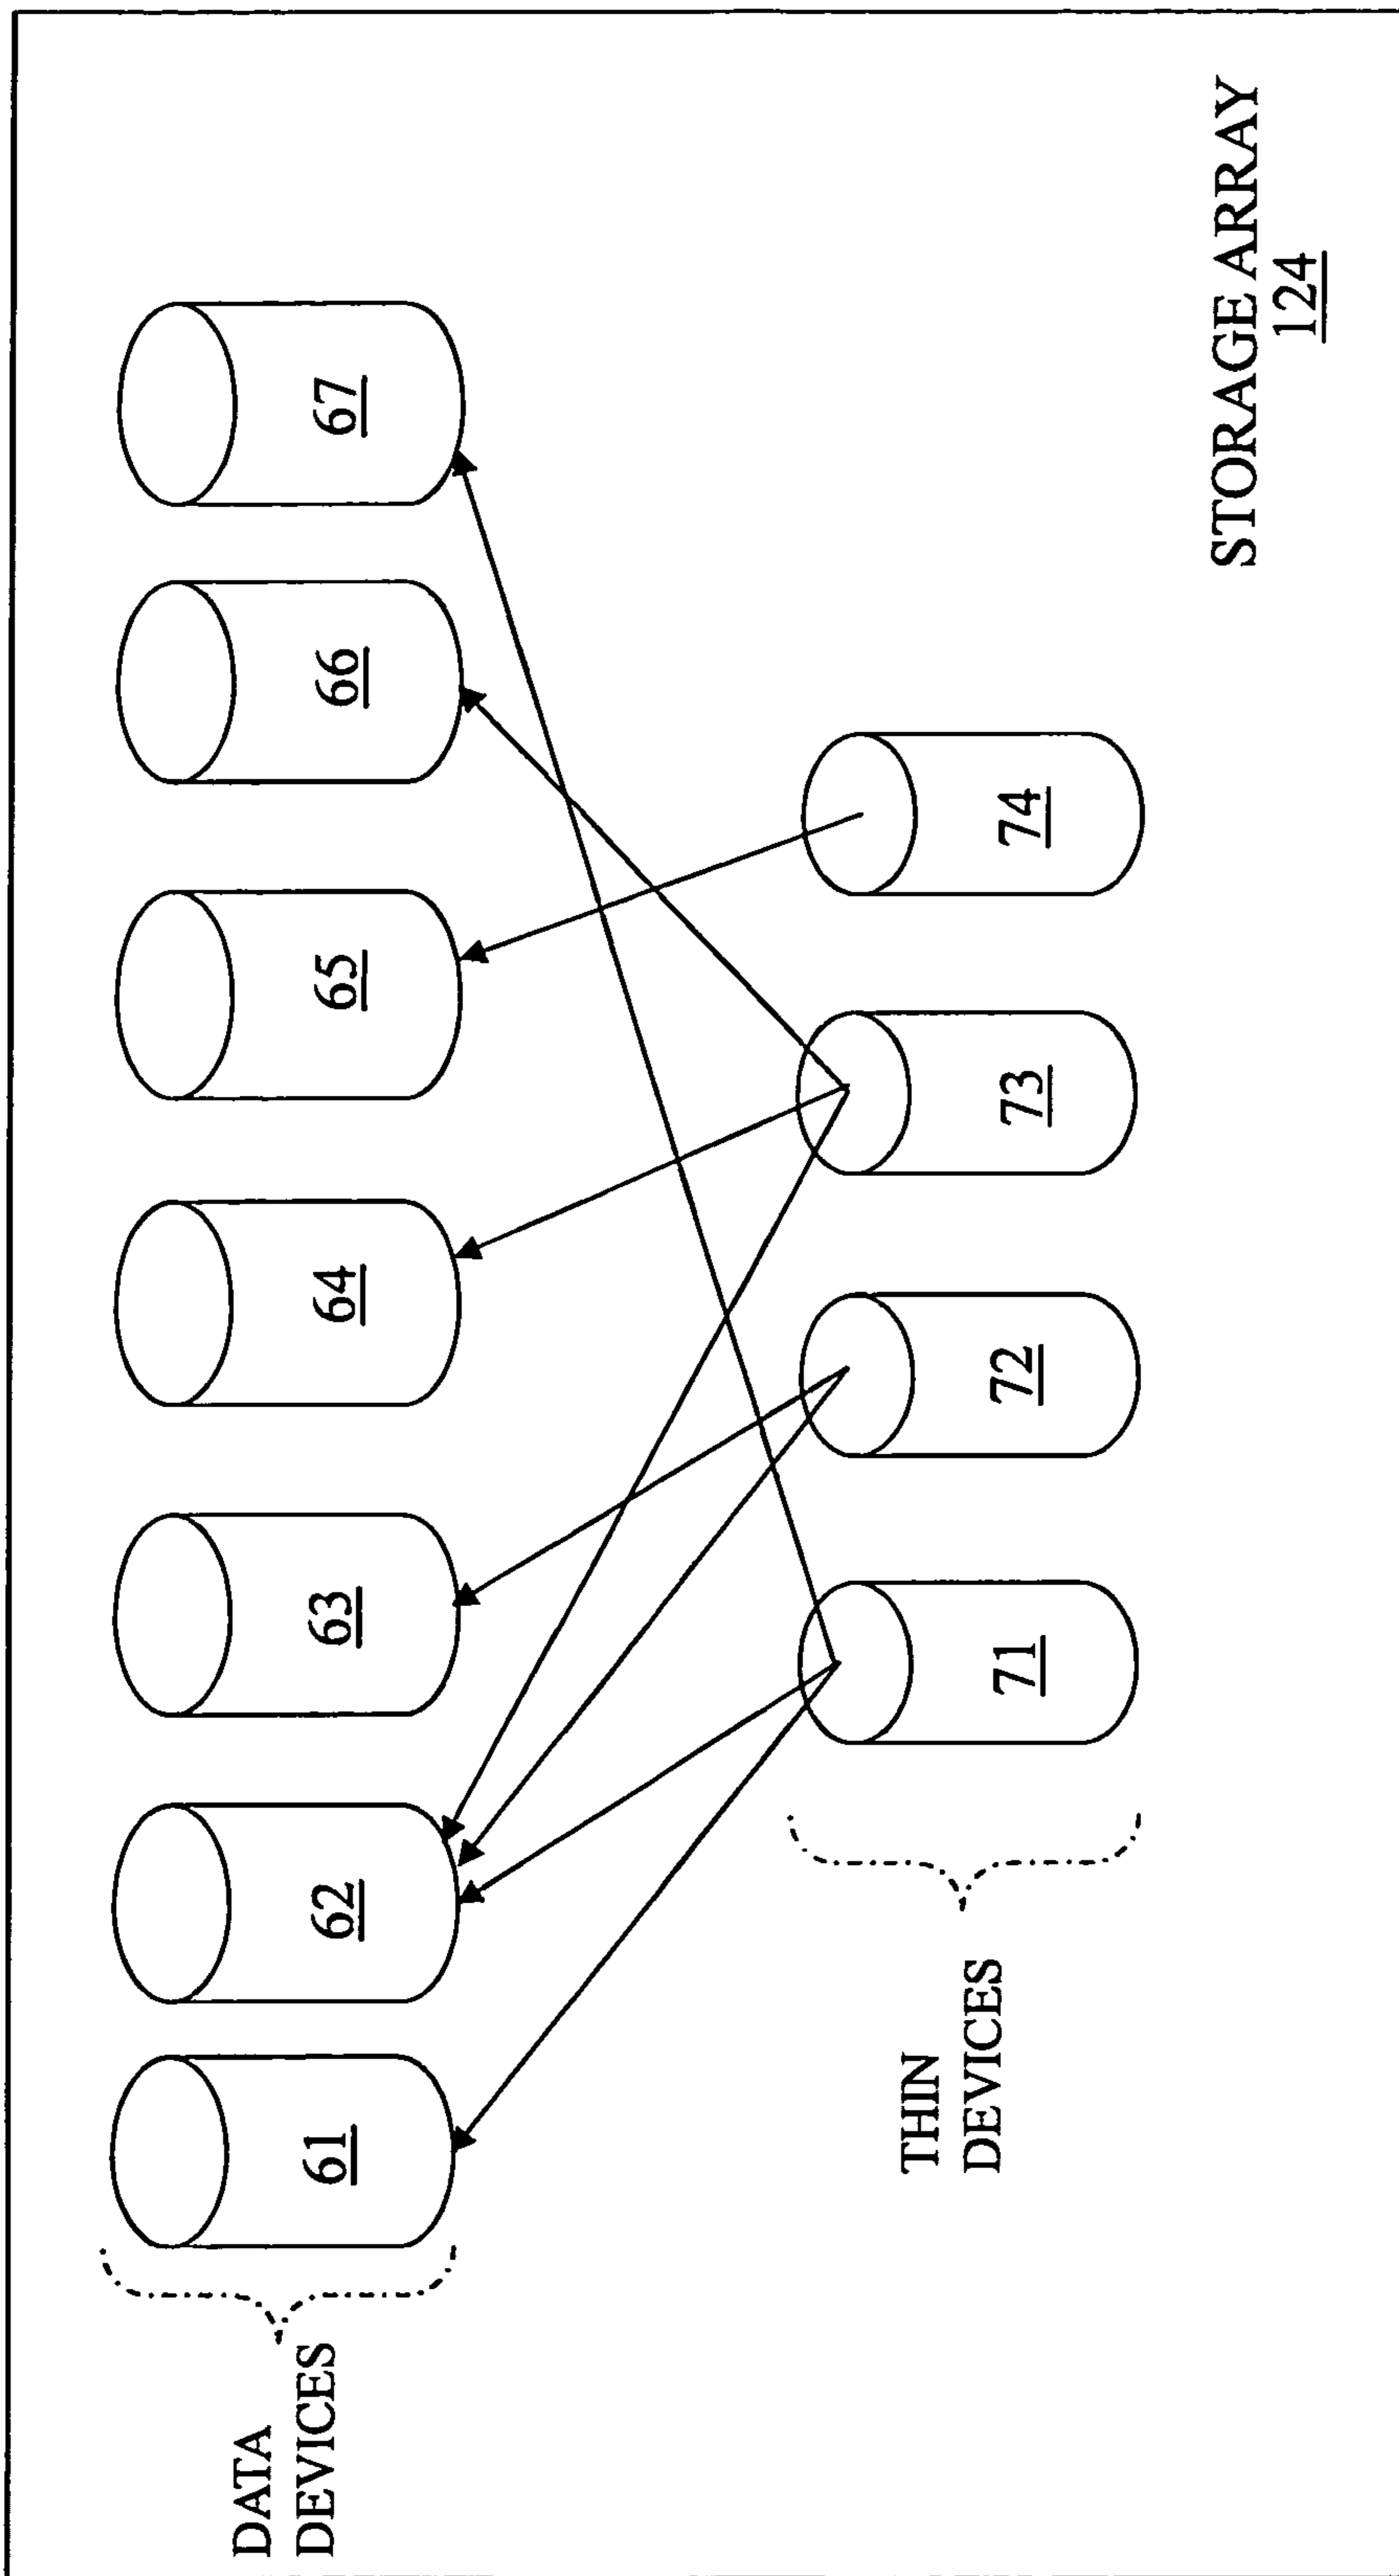 DATA
DEVICES
61
62
63
64
65
66
67
THIN
DEVICES
71
72
73
74
STORAGE ARRAY
124